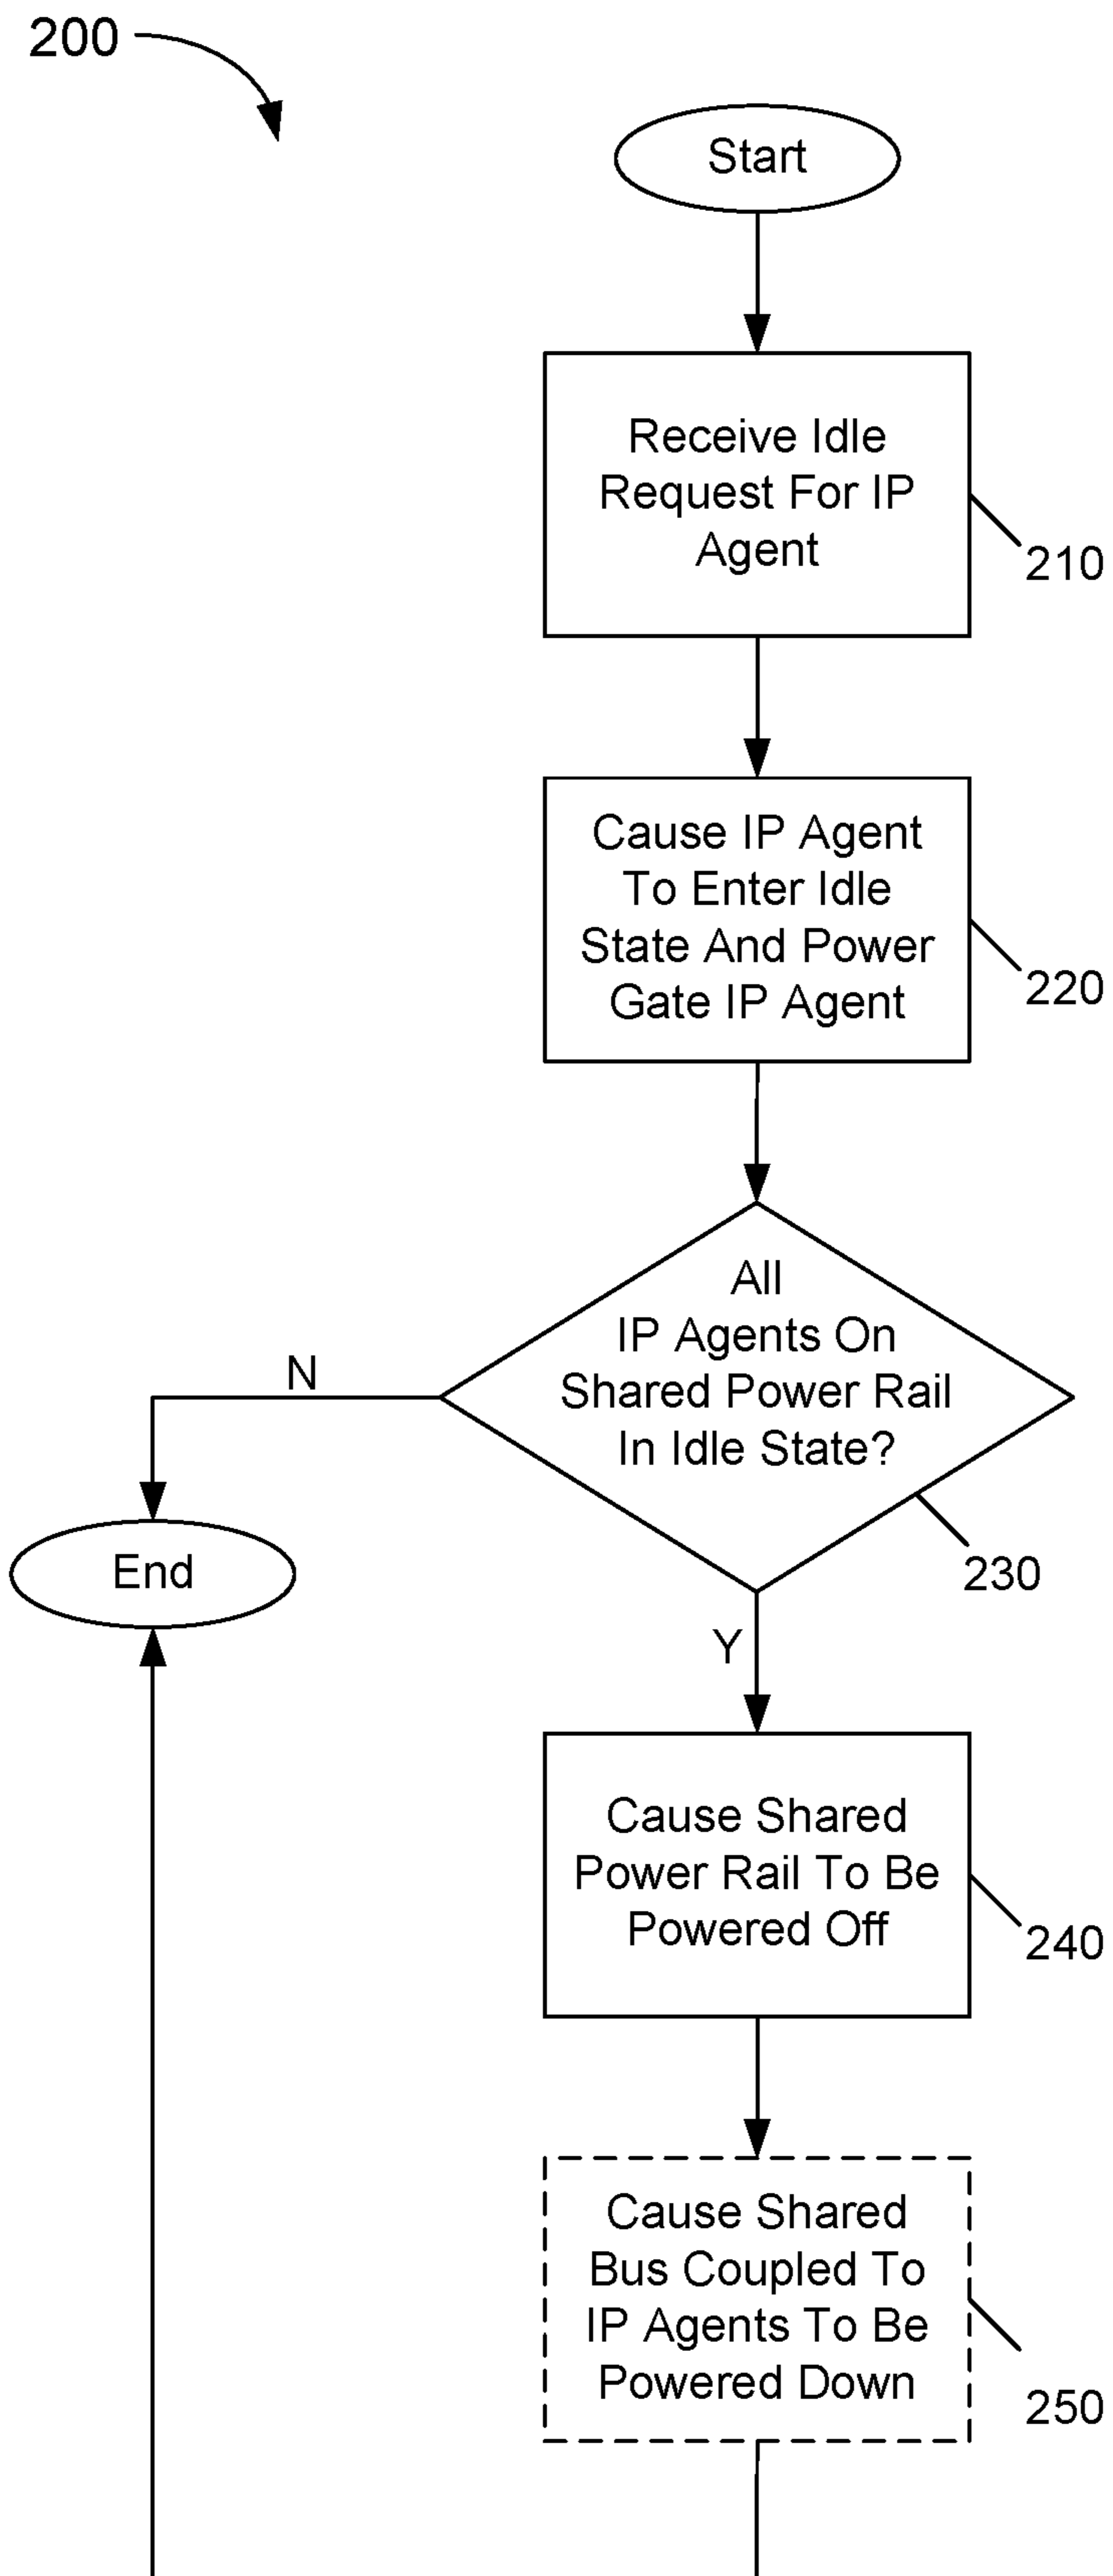 200
Start
Receive Idle
Request For IP
Agent
210
Cause IP Agent
To Enter Idle
State And Power
Gate IP Agent
220
All
IP Agents On
Shared Power Rail
In Idle State?
N
End
230
Y
Cause Shared
Power Rail To Be
Powered Off
240
Cause Shared
Bus Coupled To
IP Agents To Be
Powered Down
250